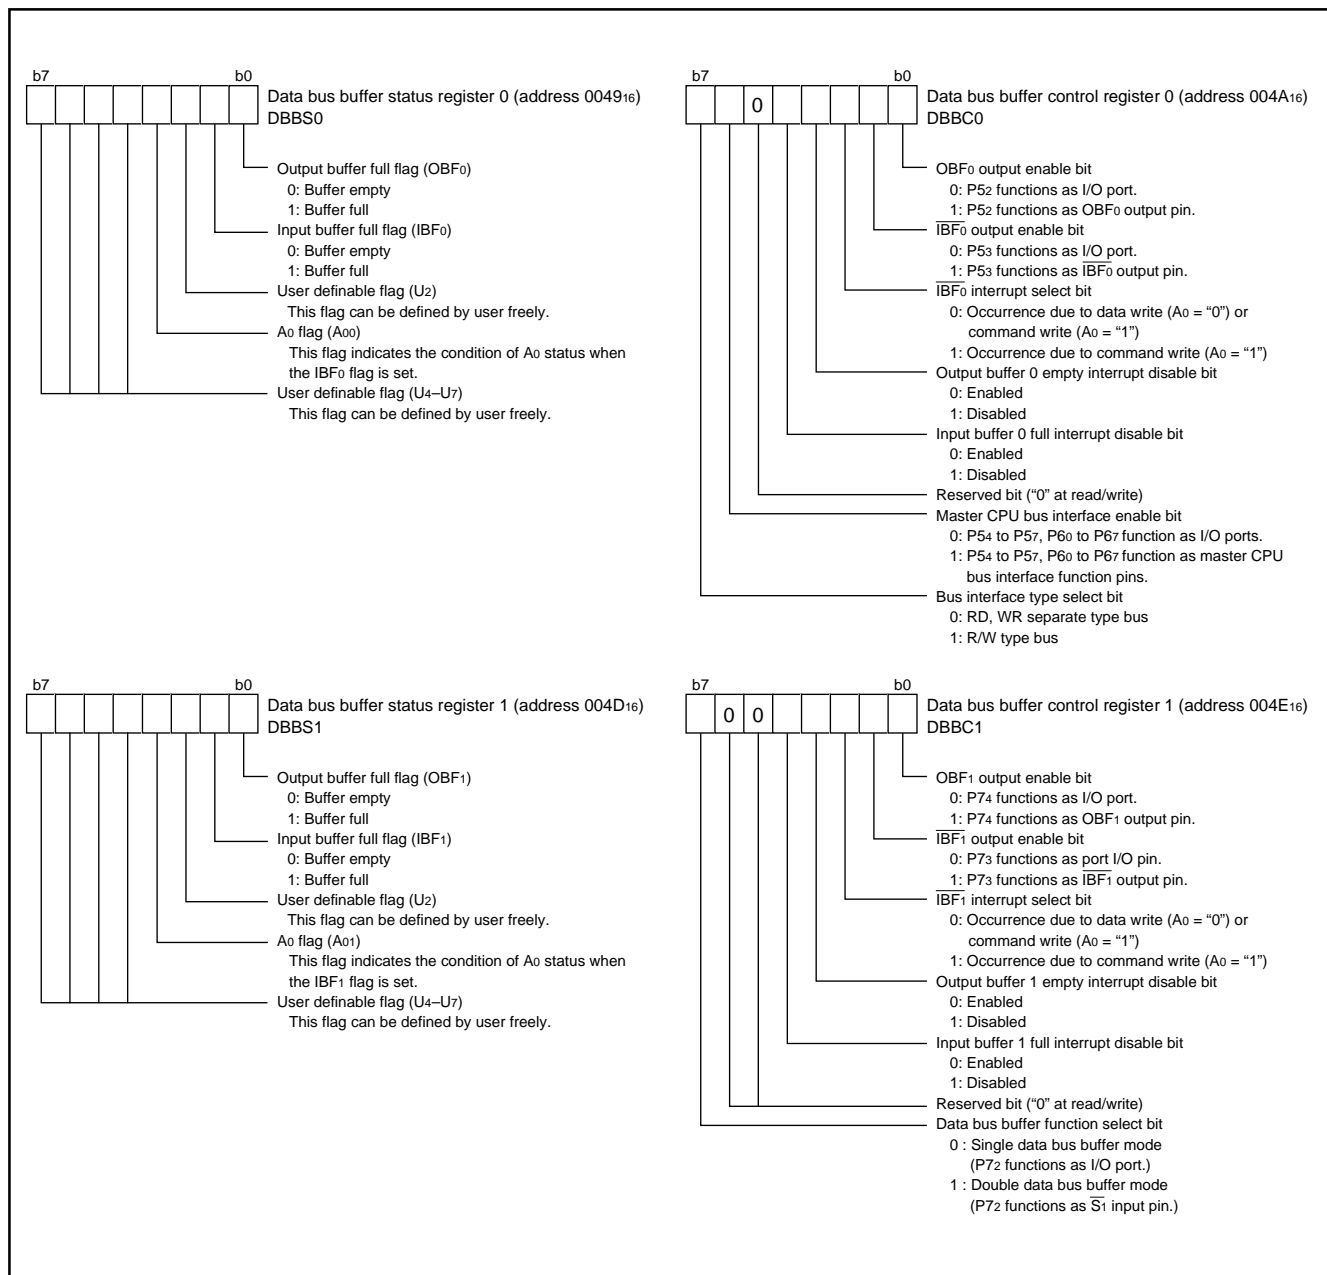 b7 b0
Data bus buffer status register 0 (address 0049₁₆)
DBBS0
Output buffer full flag (OBF₀)
0: Buffer empty
1: Buffer full
Input buffer full flag (IBF₀)
0: Buffer empty
1: Buffer full
User definable flag (U₂)
This flag can be defined by user freely.
A₀ flag (A₀₀)
This flag indicates the condition of A₀ status when
the IBF₀ flag is set.
User definable flag (U₄–U₇)
This flag can be defined by user freely.
b7 b0
0
Data bus buffer control register 0 (address 004A₁₆)
DBBC0
OBF₀ output enable bit
0: P5₂ functions as I/O port.
1: P5₂ functions as OBF₀ output pin.
I̅B̅F̅₀̅ output enable bit
0: P5₃ functions as I/O port.
1: P5₃ functions as I̅B̅F̅₀̅ output pin.
I̅B̅F̅₀̅ interrupt select bit
0: Occurrence due to data write (A₀ = “0”) or
command write (A₀ = “1”)
1: Occurrence due to command write (A₀ = “1”)
Output buffer 0 empty interrupt disable bit
0: Enabled
1: Disabled
Input buffer 0 full interrupt disable bit
0: Enabled
1: Disabled
Reserved bit (“0” at read/write)
Master CPU bus interface enable bit
0: P5₄ to P5₇, P6₀ to P6₇ function as I/O ports.
1: P5₄ to P5₇, P6₀ to P6₇ function as master CPU
bus interface function pins.
Bus interface type select bit
0: RD, WR separate type bus
1: R/W type bus
b7 b0
Data bus buffer status register 1 (address 004D₁₆)
DBBS1
Output buffer full flag (OBF₁)
0: Buffer empty
1: Buffer full
Input buffer full flag (IBF₁)
0: Buffer empty
1: Buffer full
User definable flag (U₂)
This flag can be defined by user freely.
A₀ flag (A₀₁)
This flag indicates the condition of A₀ status when
the IBF₁ flag is set.
User definable flag (U₄–U₇)
This flag can be defined by user freely.
b7 b0
0 0
Data bus buffer control register 1 (address 004E₁₆)
DBBC1
OBF₁ output enable bit
0: P7₄ functions as I/O port.
1: P7₄ functions as OBF₁ output pin.
I̅B̅F̅₁̅ output enable bit
0: P7₃ functions as port I/O pin.
1: P7₃ functions as I̅B̅F̅₁̅ output pin.
I̅B̅F̅₁̅ interrupt select bit
0: Occurrence due to data write (A₀ = “0”) or
command write (A₀ = “1”)
1: Occurrence due to command write (A₀ = “1”)
Output buffer 1 empty interrupt disable bit
0: Enabled
1: Disabled
Input buffer 1 full interrupt disable bit
0: Enabled
1: Disabled
Reserved bit (“0” at read/write)
Data bus buffer function select bit
0 : Single data bus buffer mode
(P7₂ functions as I/O port.)
1 : Double data bus buffer mode
(P7₂ functions as S̅₁̅ input pin.)